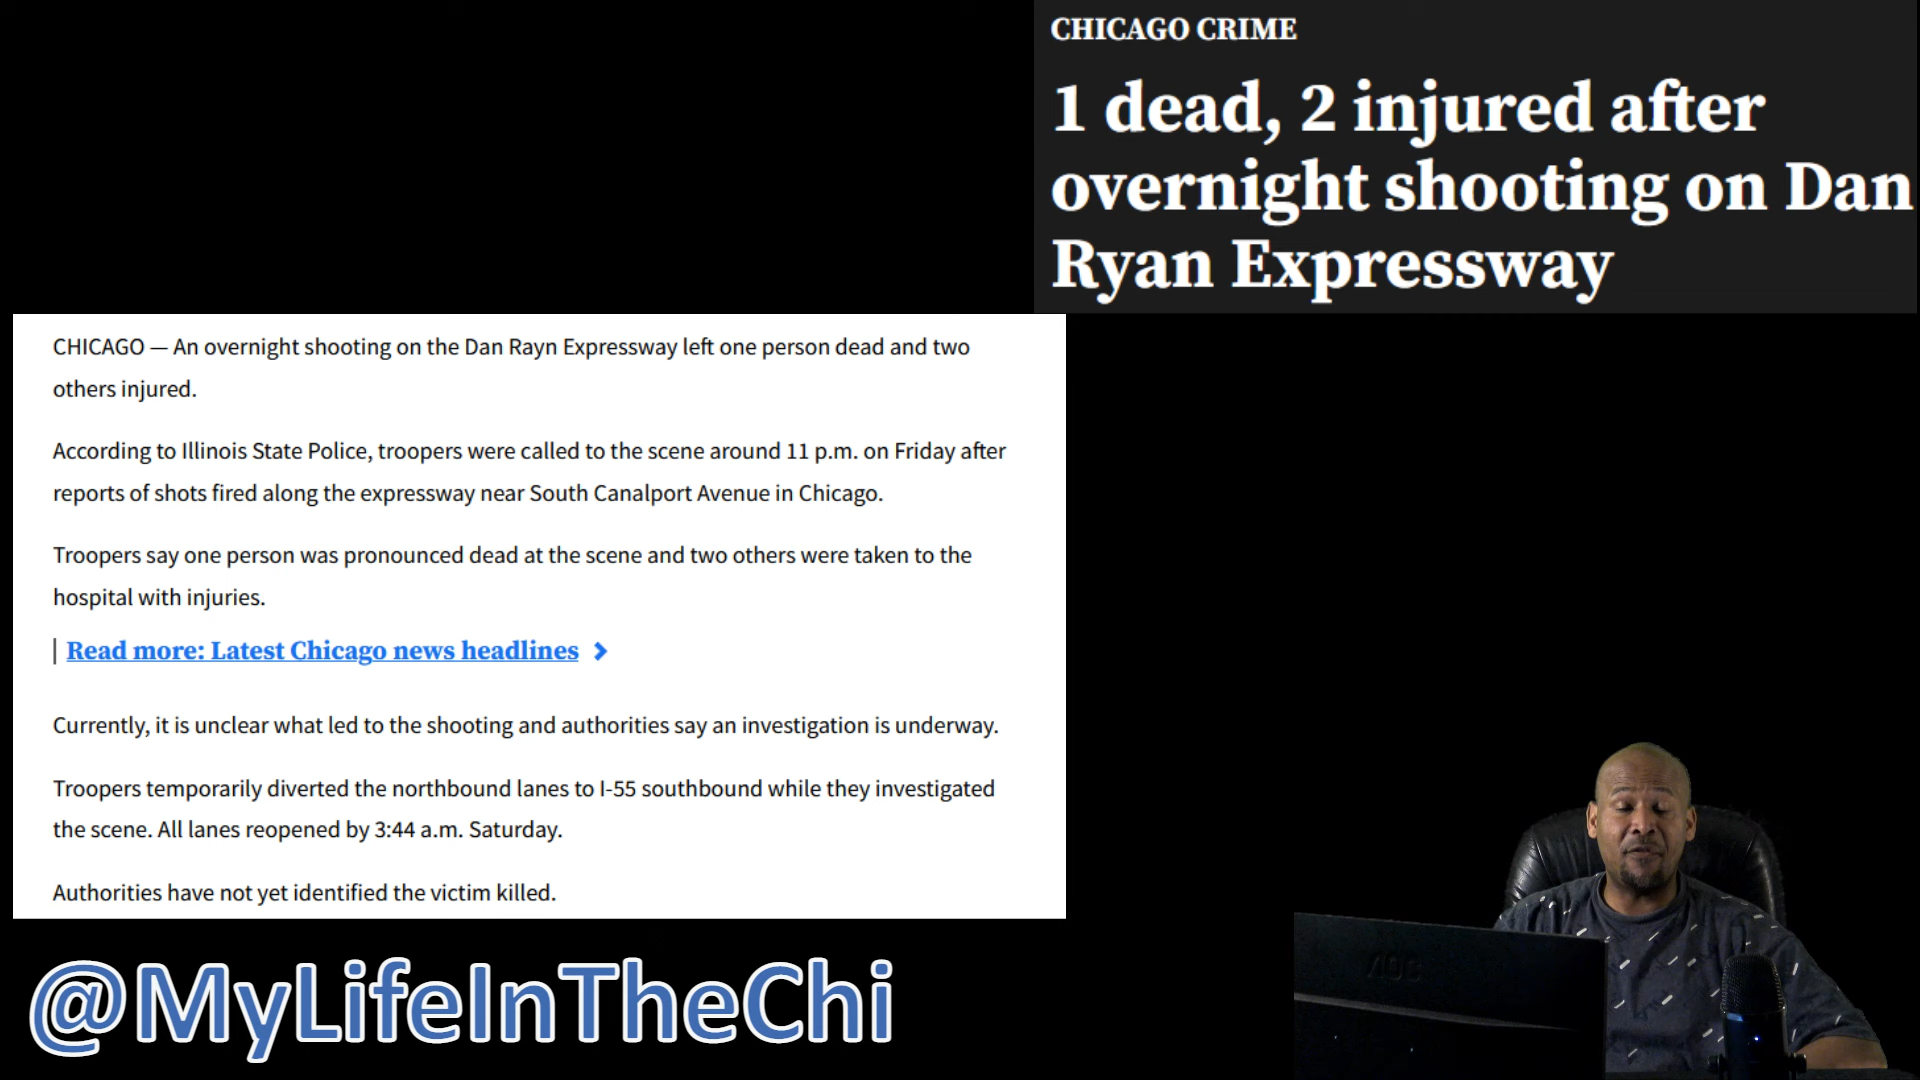 CHICAGO CRIME
1 dead, 2 injured after
overnight shooting on Dan
Ryan Expressway
CHICAGO — An overnight shooting on the Dan Rayn Expressway left one person dead and two
others injured.
According to Illinois State Police, troopers were called to the scene around 11 p.m. on Friday after
reports of shots fired along the expressway near South Canalport Avenue in Chicago.
Troopers say one person was pronounced dead at the scene and two others were taken to the
hospital with injuries.
Read more: Latest Chicago news headlines
Currently, it is unclear what led to the shooting and authorities say an investigation is underway.
Troopers temporarily diverted the northbound lanes to I-55 southbound while they investigated
the scene. All lanes reopened by 3:44 a.m. Saturday.
Authorities have not yet identified the victim killed.
@MyLifeInTheChi
AOC